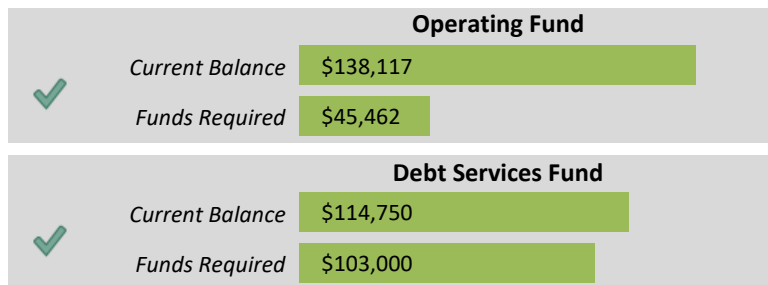 Operating Fund
Current Balance $138,117
Funds Required $45,462
Debt Services Fund
Current Balance $114,750
Funds Required $103,000